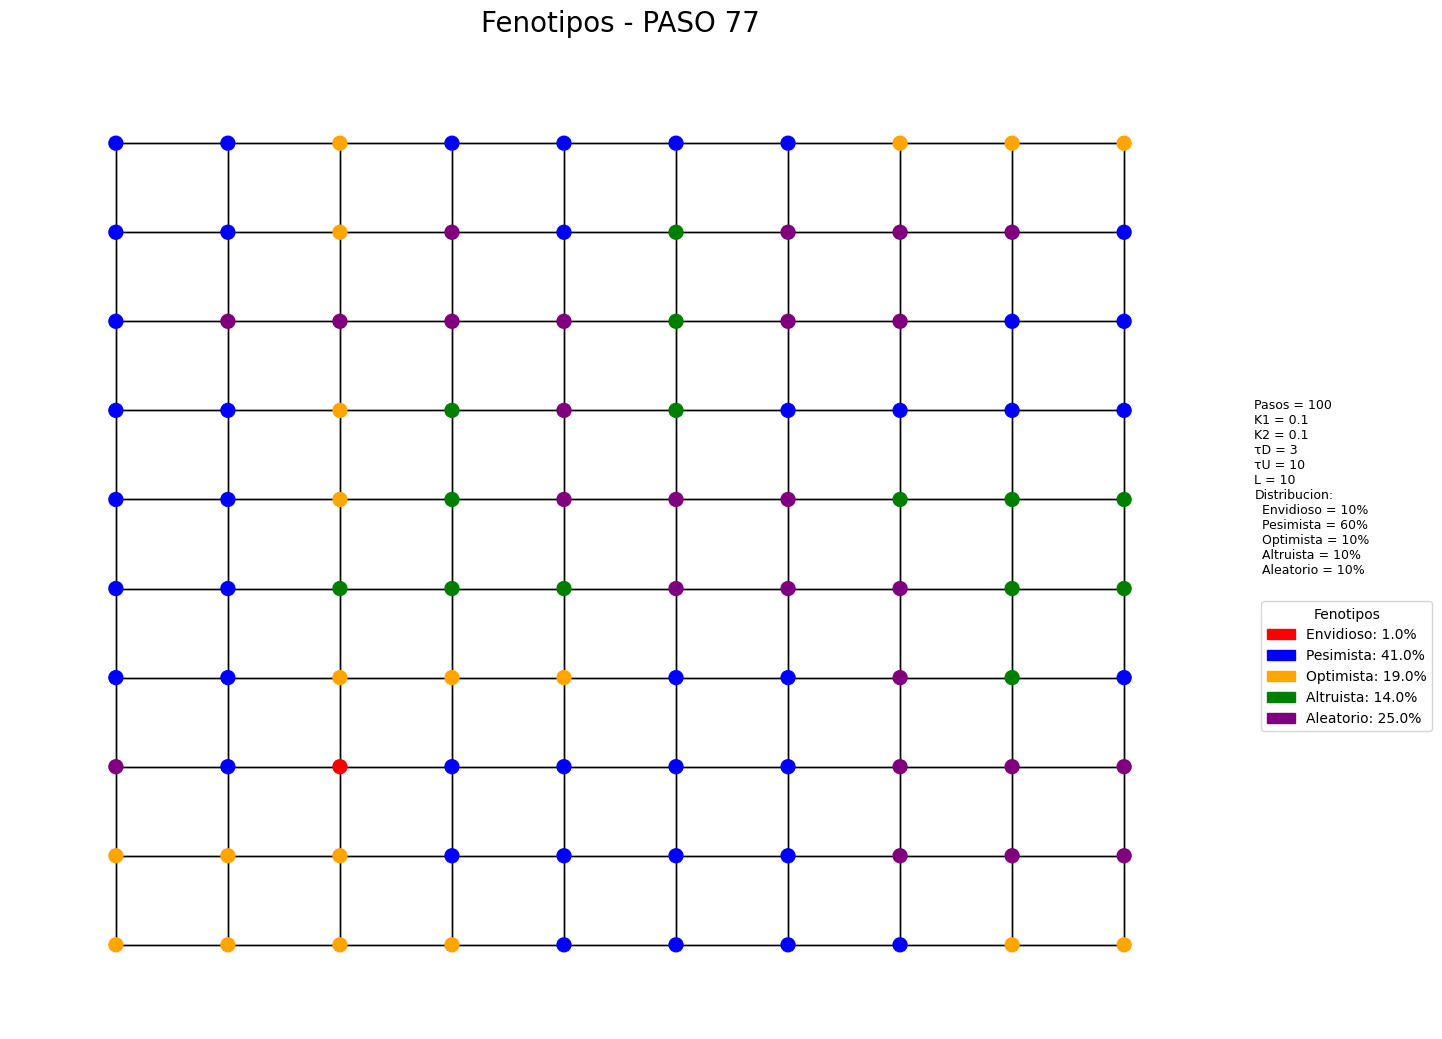 Fenotipos - PASO 77
Pasos = 100
K1 = 0.1
K2 = 0.1
τD = 3
τU = 10
L = 10
Distribucion:
Envidioso = 10%
Pesimista = 60%
Optimista = 10%
Altruista = 10%
Aleatorio = 10%
Fenotipos
Envidioso: 1.0%
Pesimista: 41.0%
Optimista: 19.0%
Altruista: 14.0%
Aleatorio: 25.0%